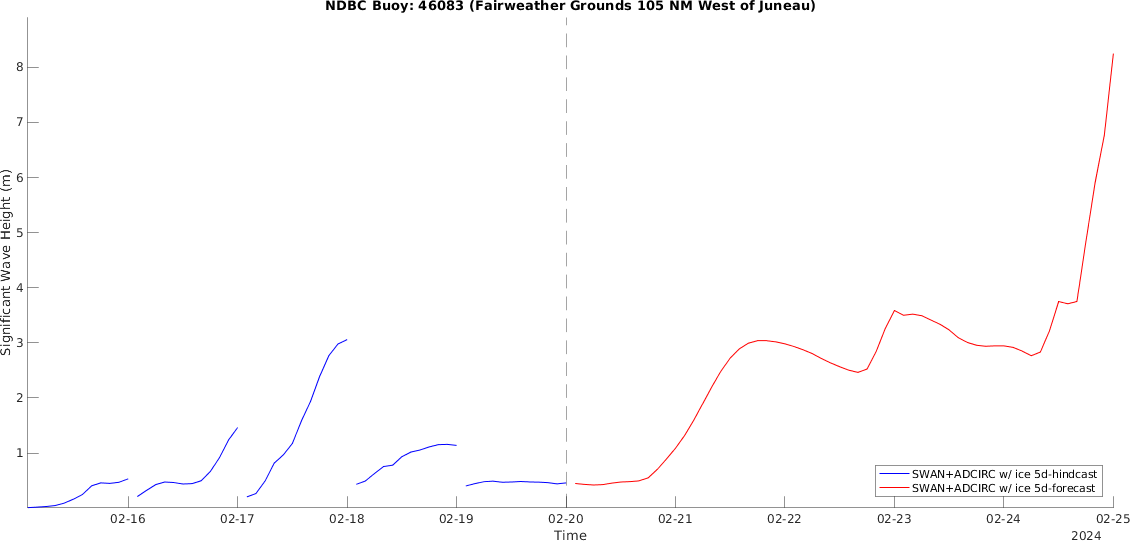 NDBC Buoy: 46083 (Fairweather Grounds 105 NM West of Juneau)
8
7
6
5
4
3
2
1
Significant Wave Height (m)
SWAN+ADCIRC w/ ice 5d-hindcast
SWAN+ADCIRC w/ ice 5d-forecast
02-16 02-17 02-18 02-19 02-20 02-21 02-22 02-23 02-24 02-25
Time
2024